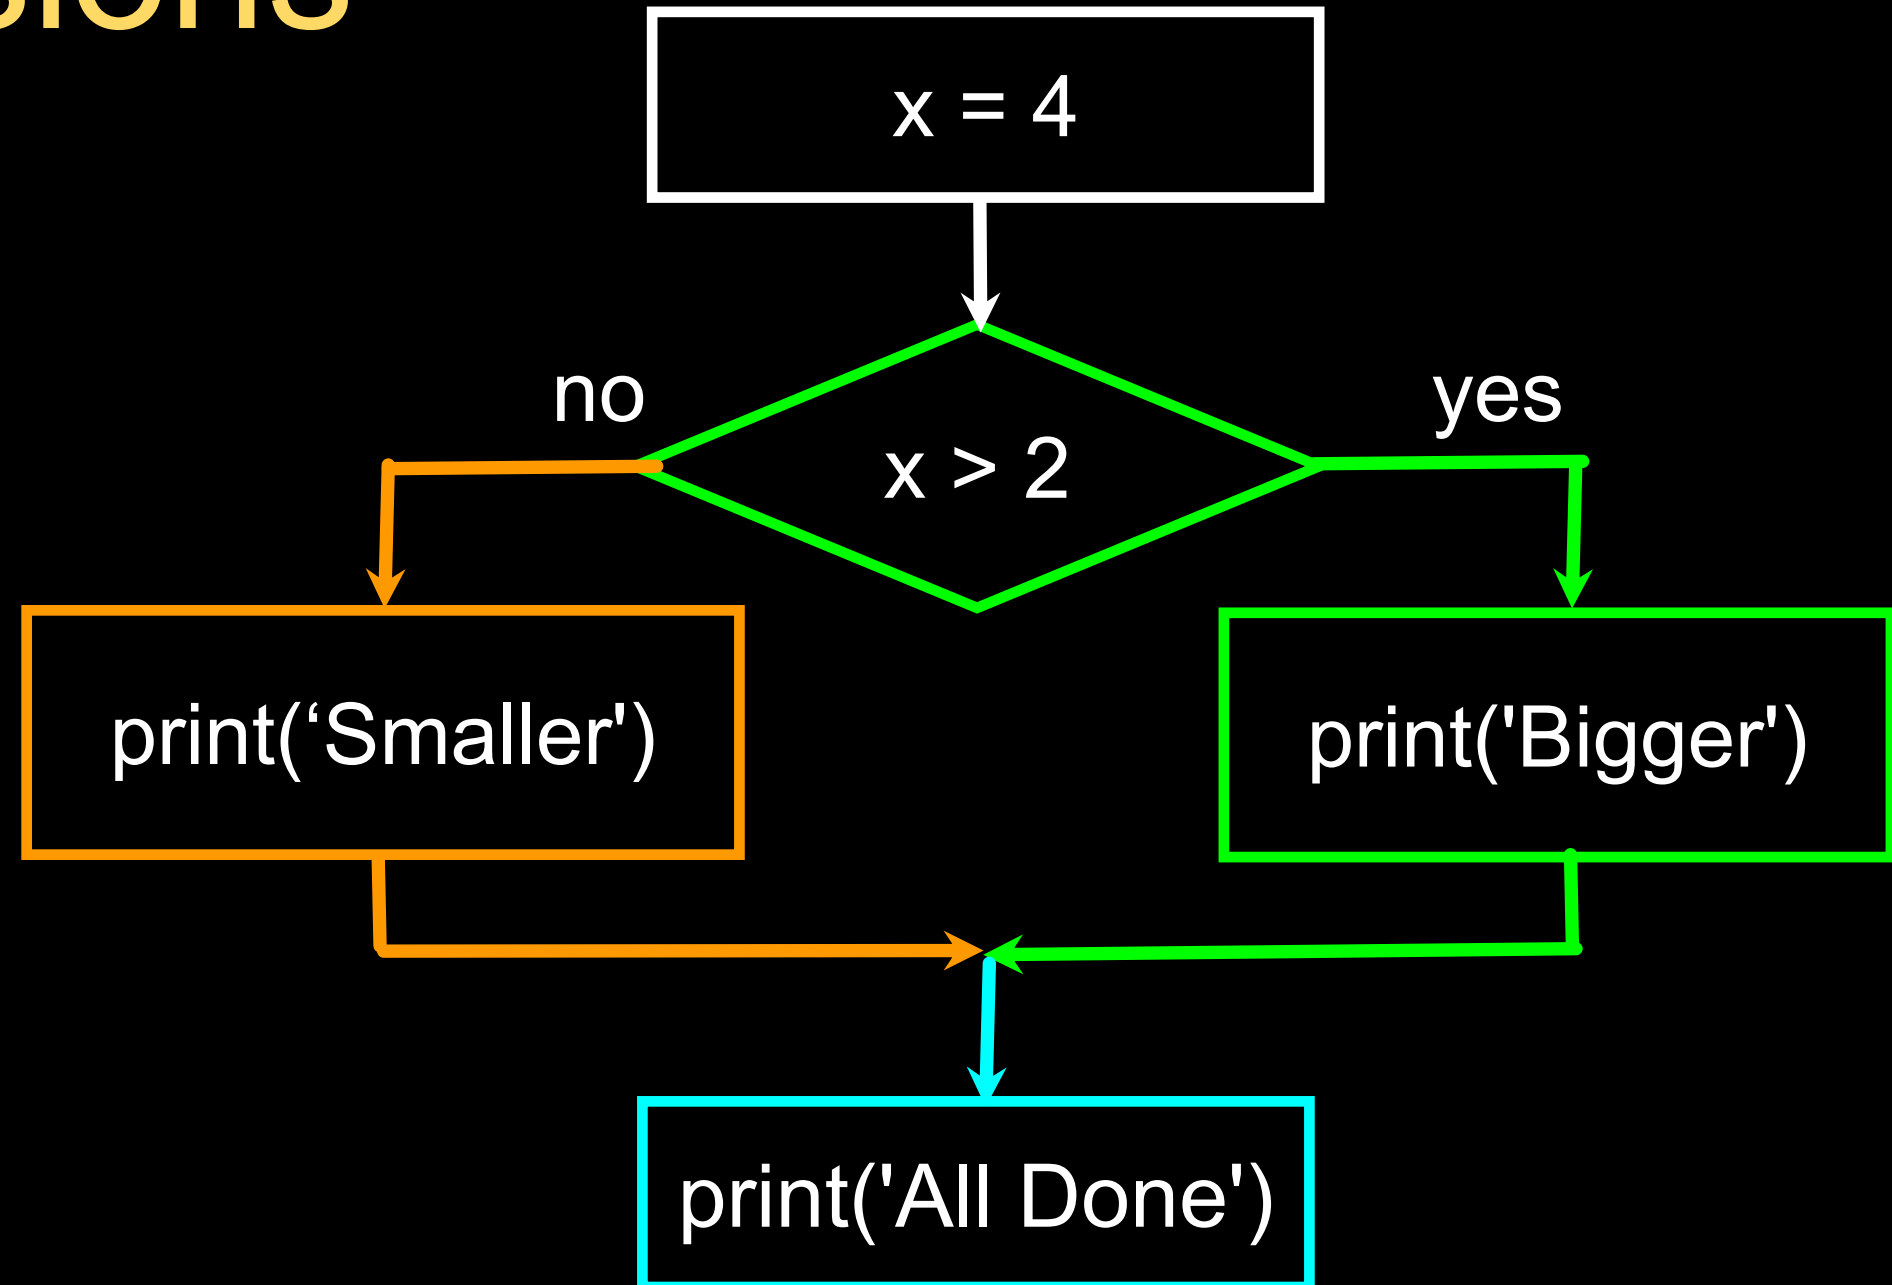 x = 4
no
yes
x > 2
print(‘Smaller')
print('Bigger')
print('All Done')